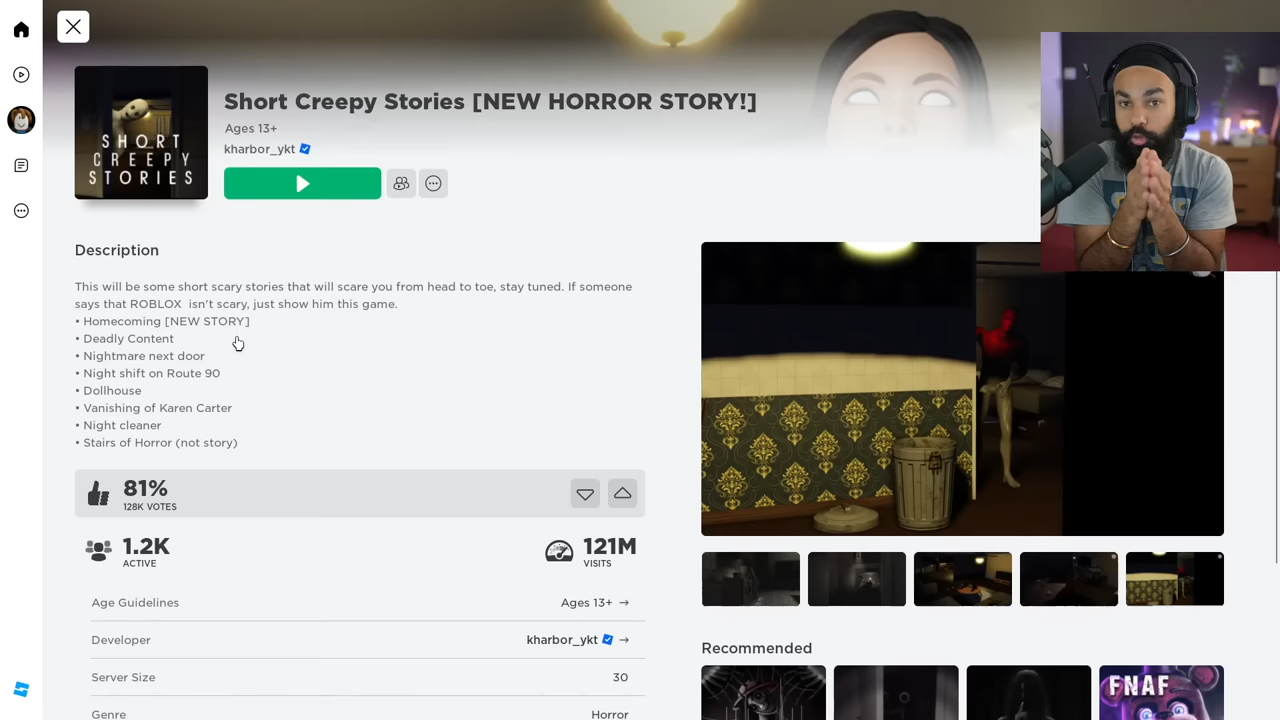 Short Creepy Stories [NEW HORROR STORY!]
Ages 13+
kharbor_ykt
SHORT
CREEPY
STORIES
Description
This will be some short scary stories that will scare you from head to toe, stay tuned. If someone
says that ROBLOX  isn't scary, just show him this game.
• Homecoming [NEW STORY]
• Deadly Content
• Nightmare next door
• Night shift on Route 90
• Dollhouse
• Vanishing of Karen Carter
• Night cleaner
• Stairs of Horror (not story)
81%
128K VOTES
1.2K
ACTIVE
121M
VISITS
Age Guidelines
Ages 13+ →
Developer
kharbor_ykt →
Server Size
30
Genre
Horror
Recommended
FNAF